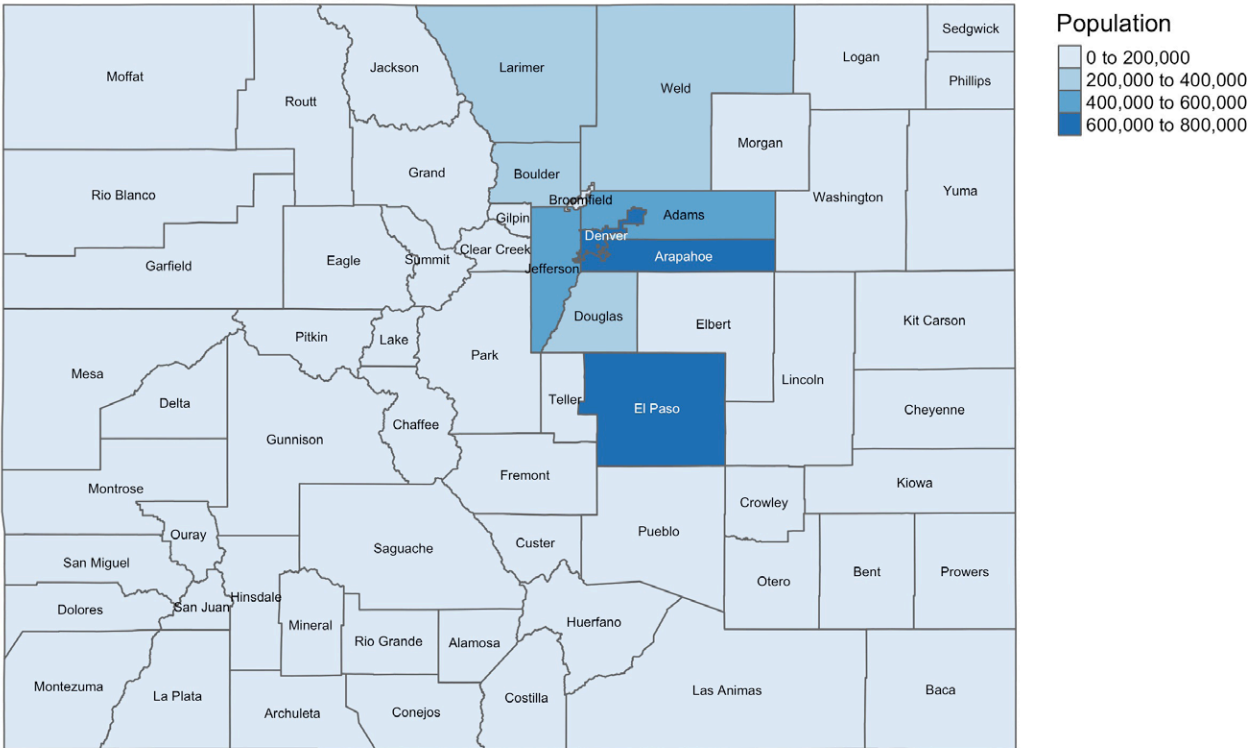 Population
0 to 200,000
200,000 to 400,000
400,000 to 600,000
600,000 to 800,000
Sedgwick
Logan
Jackson
Larimer
Moffat
Phillips
Weld
Routt
Morgan
Grand
Boulder
Yuma
Rio Blanco
Washington
Broomfield
Adams
Gilpin
Denver
Clear Creek
Arapahoe
Summit
Eagle
Garfield
Jefferson
Douglas
Kit Carson
Elbert
Pitkin
Lake
Park
Mesa
Lincoln
Teller
Delta
El Paso
Cheyenne
Chaffee
Gunnison
Fremont
Kiowa
Montrose
Crowley
Pueblo
Ouray
Custer
Saguache
San Miguel
Bent
Prowers
Otero
Hinsdale
San Juan
Dolores
Huerfano
Mineral
Rio Grande
Alamosa
Montezuma
Las Animas
Baca
La Plata
Costilla
Archuleta
Conejos